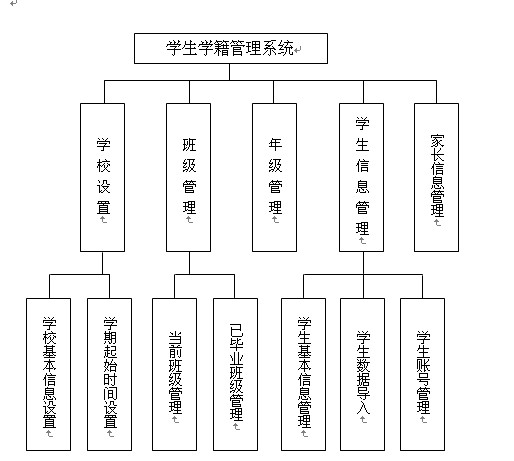 学生学籍管理系统
学校设置
班级管理
年级管理
学生信息管理
家长信息管理
学校基本信息设置
学期起始时间设置
当前班级管理
已毕业班级管理
学生基本信息管理
学生数据导入
学生账号管理